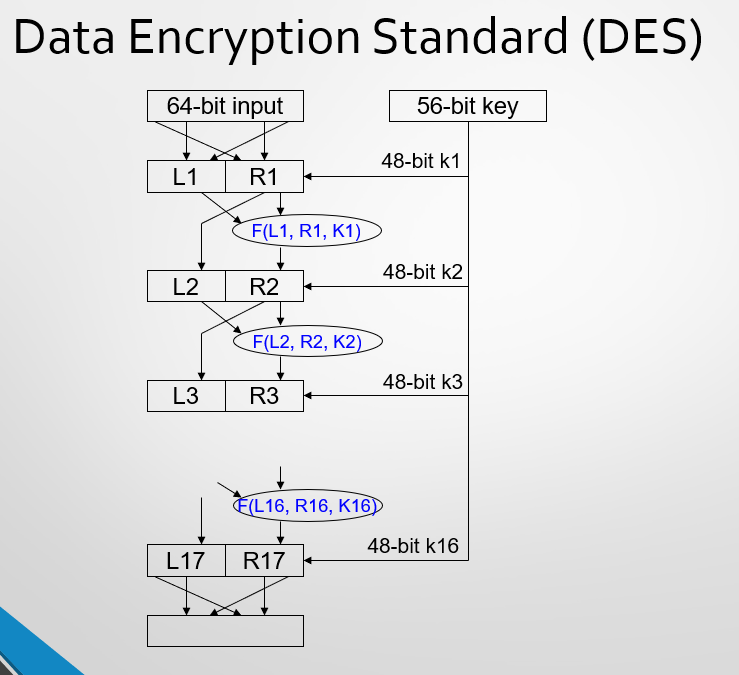 Data Encryption Standard (DES)
64-bit input
56-bit key
48-bit k1
L1 R1
F(L1, R1, K1)
48-bit k2
L2 R2
F(L2, R2, K2)
48-bit k3
L3 R3
F(L16, R16, K16)
48-bit k16
L17 R17